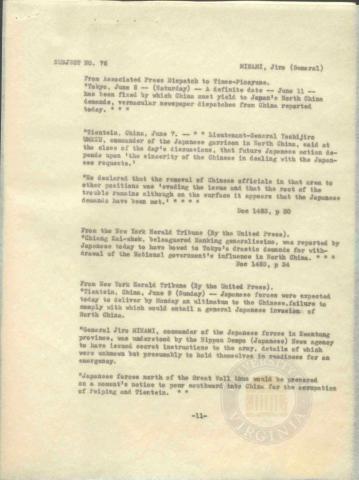 SUBJECT NO. 76
MINAMI, Jiro (General)
From Associated Press Dispatch to Times-Picayune.
"Tokyo, June 8 -- (Saturday) -- A definite date -- June 11 --
has been fixed by which China must yield to Japan's North China
demands, vernacular newspaper dispatches from China reported
today. * * *
"Tientsin, China, June 7. -- * * Lieutenant-General Yoshijiro
UMEZU, commander of the Japanese garrison in North China, said at
the close of the day's discussions, that future Japanese action de-
pends upon 'the sincerity of the Chinese in dealing with the Japan-
ese requests.'
"He declared that the removal of Chinese officials in that area to
other positions was 'evading the issue and that the root of the
trouble remains although on the surface it appears that the Japanese
demands have been met.' * * * * *
Doc 1483, p 20
From the New York Herald Tribune (By the United Press).
"Chiang Kai-shek, beleaguered Nanking generalissimo, was reported by
Japanese today to have bowed to Tokyo's drastic demands for with-
drawal of the National government's influence in North China. * * *
Doc 1483, p 24
From New York Herald Tribune (By the United Press).
"Tientsin, China, June 9 (Sunday) -- Japanese forces were expected
today to deliver by Monday an ultimatum to the Chinese, failure to
comply with which would entail a general Japanese invasion of
North China.
"General Jiro MINAMI, commander of the Japanese forces in Kwantung
province, was understood by the Nippon Dempo (Japanese) News agency
to have issued secret instructions to the army, details of which
were unknown but presumably to hold themselves in readiness for an
emergency.
"Japanese forces north of the Great Wall thus would be prepared
on a moment's notice to pour southward into China for the occupation
of Peiping and Tientsin. * *
-11-
UNIVERSITY OF VIRGINIA